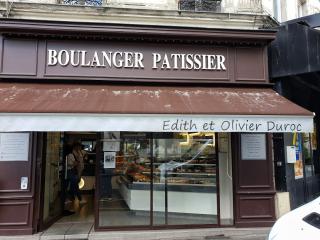 BOULANGER PATISSIER
Edith et Olivier Duroc